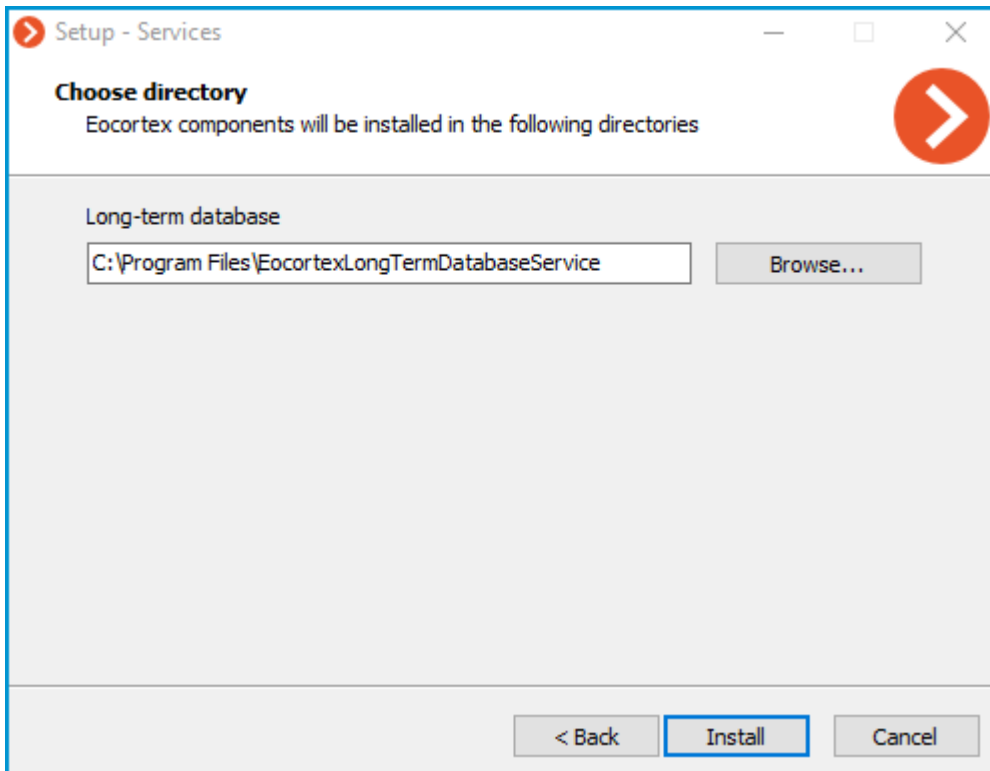 Setup - Services
Choose directory
Eocortex components will be installed in the following directories
Long-term database
C:\Program Files\EocortexLongTermDatabaseService
Browse...
< Back
Install
Cancel